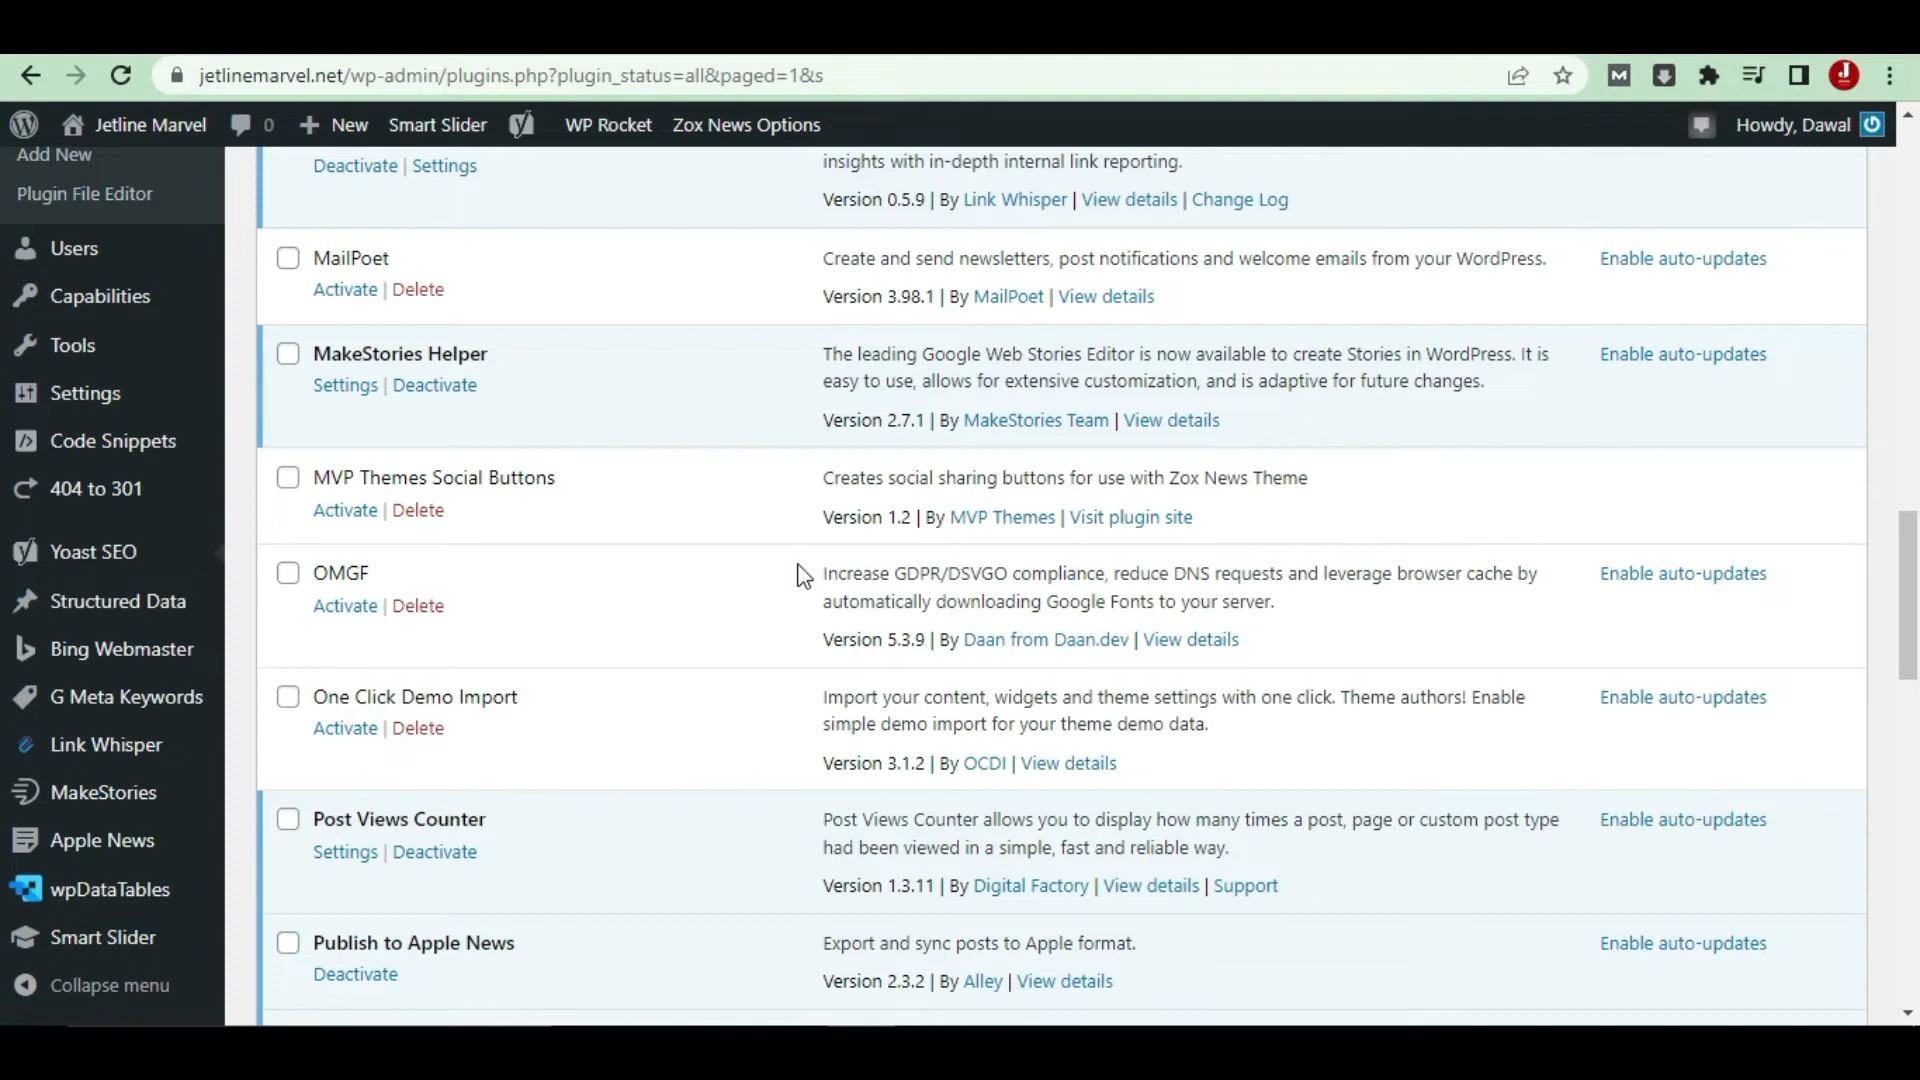 jetlinemarvel.net/wp-admin/plugins.php?plugin_status=all&paged=1&s
Jetline Marvel 0 New Smart Slider WP Rocket Zox News Options Howdy, Dawal
Add New
Plugin File Editor
Users
Capabilities
Tools
Settings
Code Snippets
404 to 301
Yoast SEO
Structured Data
Bing Webmaster
G Meta Keywords
Link Whisper
MakeStories
Apple News
wpDataTables
Smart Slider
Collapse menu
Deactivate | Settings
insights with in-depth internal link reporting.
Version 0.5.9 | By Link Whisper | View details | Change Log
MailPoet
Activate | Delete
Create and send newsletters, post notifications and welcome emails from your WordPress.
Version 3.98.1 | By MailPoet | View details
Enable auto-updates
MakeStories Helper
Settings | Deactivate
The leading Google Web Stories Editor is now available to create Stories in WordPress. It is
easy to use, allows for extensive customization, and is adaptive for future changes.
Version 2.7.1 | By MakeStories Team | View details
Enable auto-updates
MVP Themes Social Buttons
Activate | Delete
Creates social sharing buttons for use with Zox News Theme
Version 1.2 | By MVP Themes | Visit plugin site
OMGF
Activate | Delete
Increase GDPR/DSVGO compliance, reduce DNS requests and leverage browser cache by
automatically downloading Google Fonts to your server.
Version 5.3.9 | By Daan from Daan.dev | View details
Enable auto-updates
One Click Demo Import
Activate | Delete
Import your content, widgets and theme settings with one click. Theme authors! Enable
simple demo import for your theme demo data.
Version 3.1.2 | By OCDI | View details
Enable auto-updates
Post Views Counter
Settings | Deactivate
Post Views Counter allows you to display how many times a post, page or custom post type
had been viewed in a simple, fast and reliable way.
Version 1.3.11 | By Digital Factory | View details | Support
Enable auto-updates
Publish to Apple News
Deactivate
Export and sync posts to Apple format.
Version 2.3.2 | By Alley | View details
Enable auto-updates